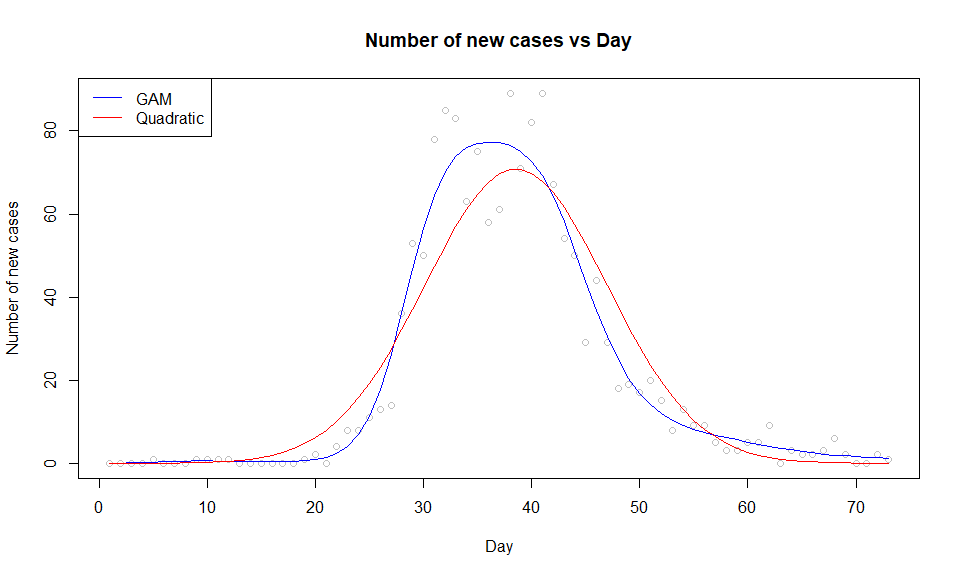 Number of new cases vs Day
GAM
Quadratic
80
60
40
20
0
Number of new cases
0 10 20 30 40 50 60 70
Day